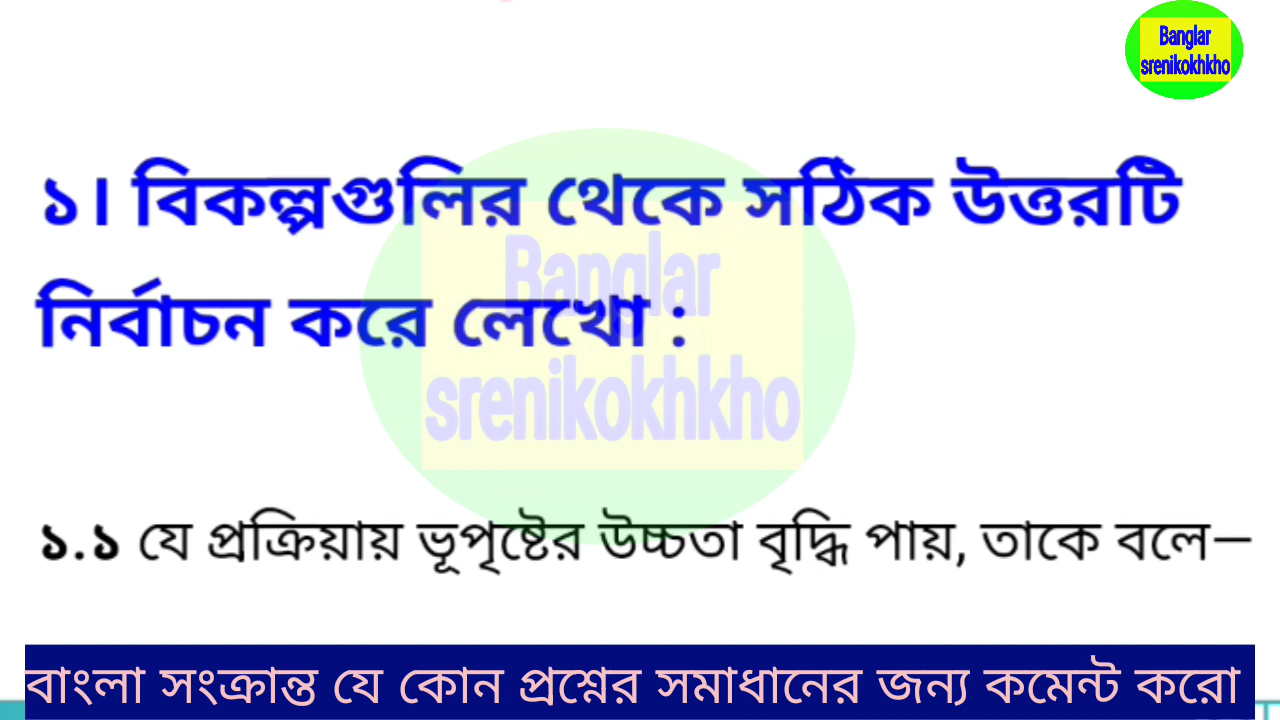 Banglar
srenikokhkho
১। বিকল্পগুলির থেকে সঠিক উত্তরটি
নির্বাচন করে লেখো :
Banglar
srenikokhkho
১.১ যে প্রক্রিয়ায় ভূপৃষ্টের উচ্চতা বৃদ্ধি পায়, তাকে বলে—
বাংলা সংক্রান্ত যে কোন প্রশ্নের সমাধানের জন্য কমেন্ট করো